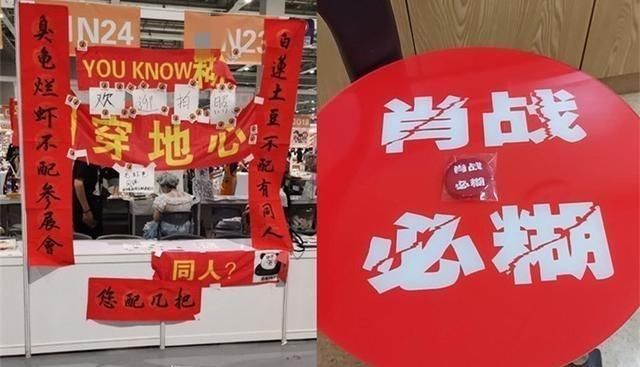 N24
N23
YOU KNOW
欢迎拍照
穿地心
臭龟烂虾不配参展會
白莲土豆不配有同人
同人?
您配几把
2019
肖战
必糊
肖战
必糊